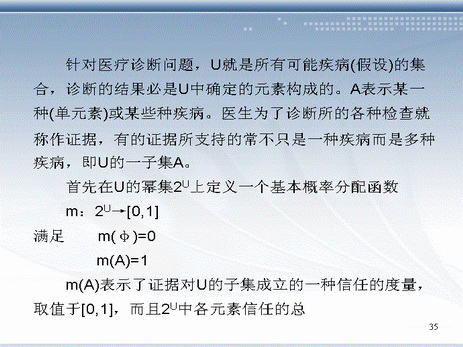 针对医疗诊断问题，U就是所有可能疾病(假设)的集
合，诊断的结果必是U中确定的元素构成的。A表示某一
种(单元素)或某些种疾病。医生为了诊断所的各种检查就
称作证据，有的证据所支持的常不只是一种疾病而是多种
疾病，即U的一子集A。
首先在U的幂集2ᵁ上定义一个基本概率分配函数
m：2ᵁ→[0,1]
满足 m(φ)=0
m(A)=1
m(A)表示了证据对U的子集成立的一种信任的度量，
取值于[0,1]，而且2ᵁ中各元素信任的总
35